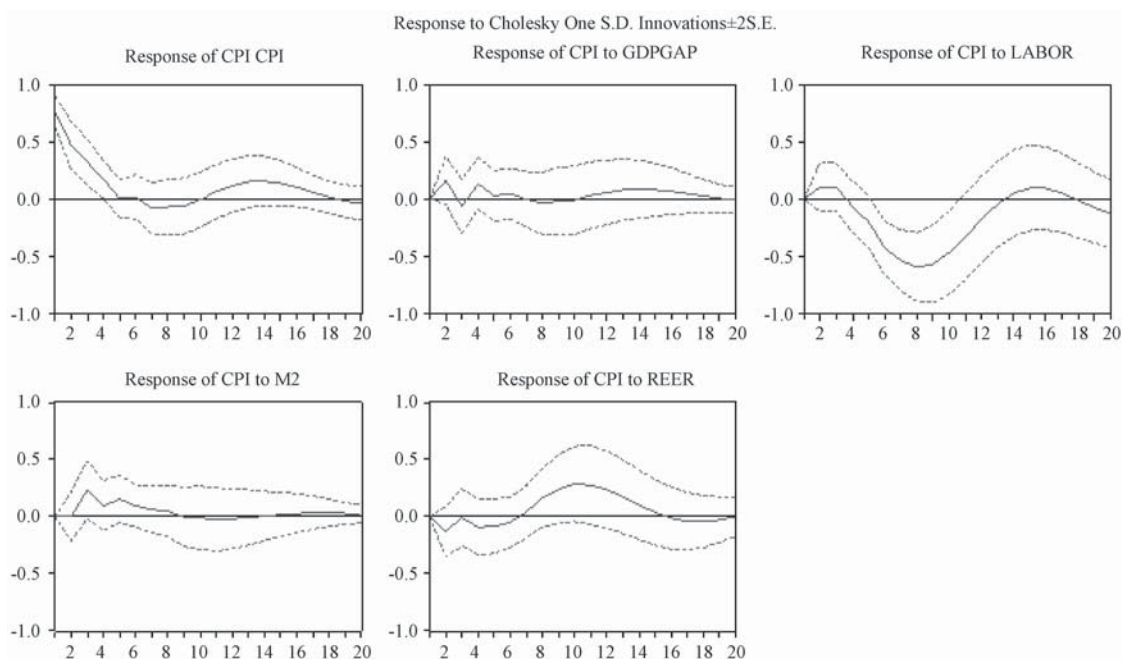 Response to Cholesky One S.D. Innovations±2S.E.
Response of CPI CPI
Response of CPI to GDPGAP
Response of CPI to LABOR
1.0
0.5
0.0
-0.5
-1.0
2 4 6 8 10 12 14 16 18 20
1.0
0.5
0.0
-0.5
-1.0
2 4 6 8 10 12 14 16 18 20
1.0
0.5
0.0
-0.5
-1.0
2 4 6 8 10 12 14 16 18 20
Response of CPI to M2
Response of CPI to REER
1.0
0.5
0.0
-0.5
-1.0
2 4 6 8 10 12 14 16 18 20
1.0
0.5
0.0
-0.5
-1.0
2 4 6 8 10 12 14 16 18 20